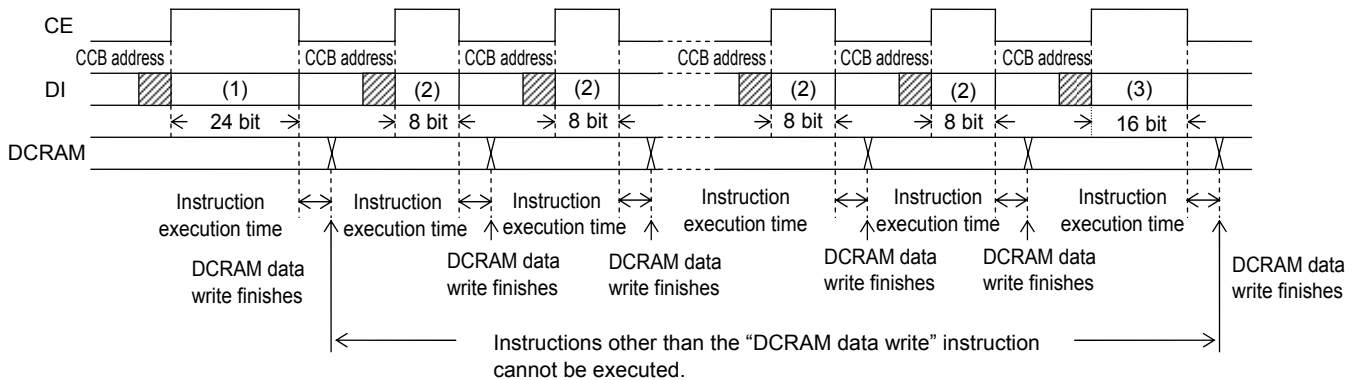 CE
CCB address CCB address CCB address CCB address CCB address CCB address
DI (1) (2) (2) (2) (2) (3)
24 bit 8 bit 8 bit 8 bit 8 bit 16 bit
DCRAM
Instruction execution time
Instruction execution time
Instruction execution time
Instruction execution time
Instruction execution time
Instruction execution time
DCRAM data write finishes
DCRAM data write finishes
DCRAM data write finishes
DCRAM data write finishes
DCRAM data write finishes
DCRAM data write finishes
Instructions other than the “DCRAM data write” instruction
cannot be executed.